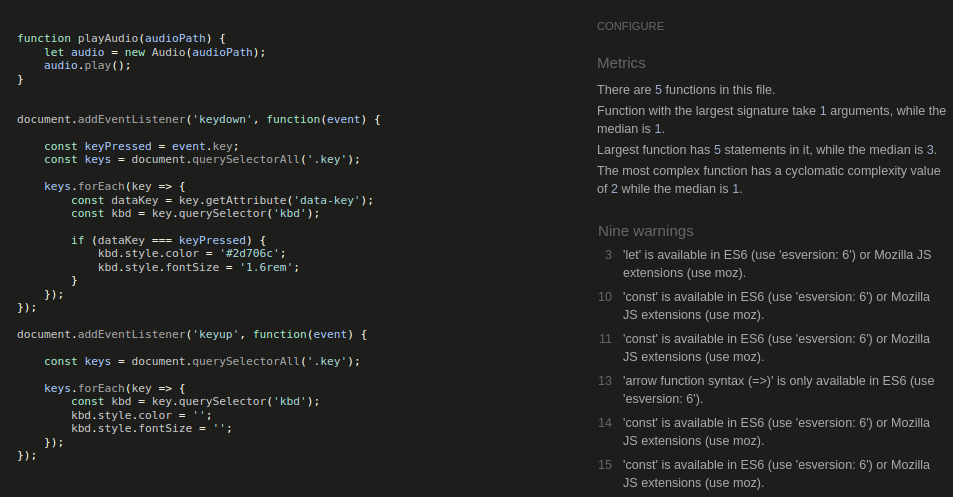 function playAudio(audioPath) {
    let audio = new Audio(audioPath);
    audio.play();
}
document.addEventListener('keydown', function(event) {
    const keyPressed = event.key;
    const keys = document.querySelectorAll('.key');
    keys.forEach(key => {
        const dataKey = key.getAttribute('data-key');
        const kbd = key.querySelector('kbd');
        if (dataKey === keyPressed) {
            kbd.style.color = '#2d706c';
            kbd.style.fontSize = '1.6rem';
        }
    });
});
document.addEventListener('keyup', function(event) {
    const keys = document.querySelectorAll('.key');
    keys.forEach(key => {
        const kbd = key.querySelector('kbd');
        kbd.style.color = '';
        kbd.style.fontSize = '';
    });
});
CONFIGURE
Metrics
There are 5 functions in this file.
Function with the largest signature take 1 arguments, while the
median is 1.
Largest function has 5 statements in it, while the median is 3.
The most complex function has a cyclomatic complexity value
of 2 while the median is 1.
Nine warnings
3 'let' is available in ES6 (use 'esversion: 6') or Mozilla JS
extensions (use moz).
10 'const' is available in ES6 (use 'esversion: 6') or Mozilla
JS extensions (use moz).
11 'const' is available in ES6 (use 'esversion: 6') or Mozilla
JS extensions (use moz).
13 'arrow function syntax (=>)' is only available in ES6 (use
'esversion: 6').
14 'const' is available in ES6 (use 'esversion: 6') or Mozilla
JS extensions (use moz).
15 'const' is available in ES6 (use 'esversion: 6') or Mozilla
JS extensions (use moz).